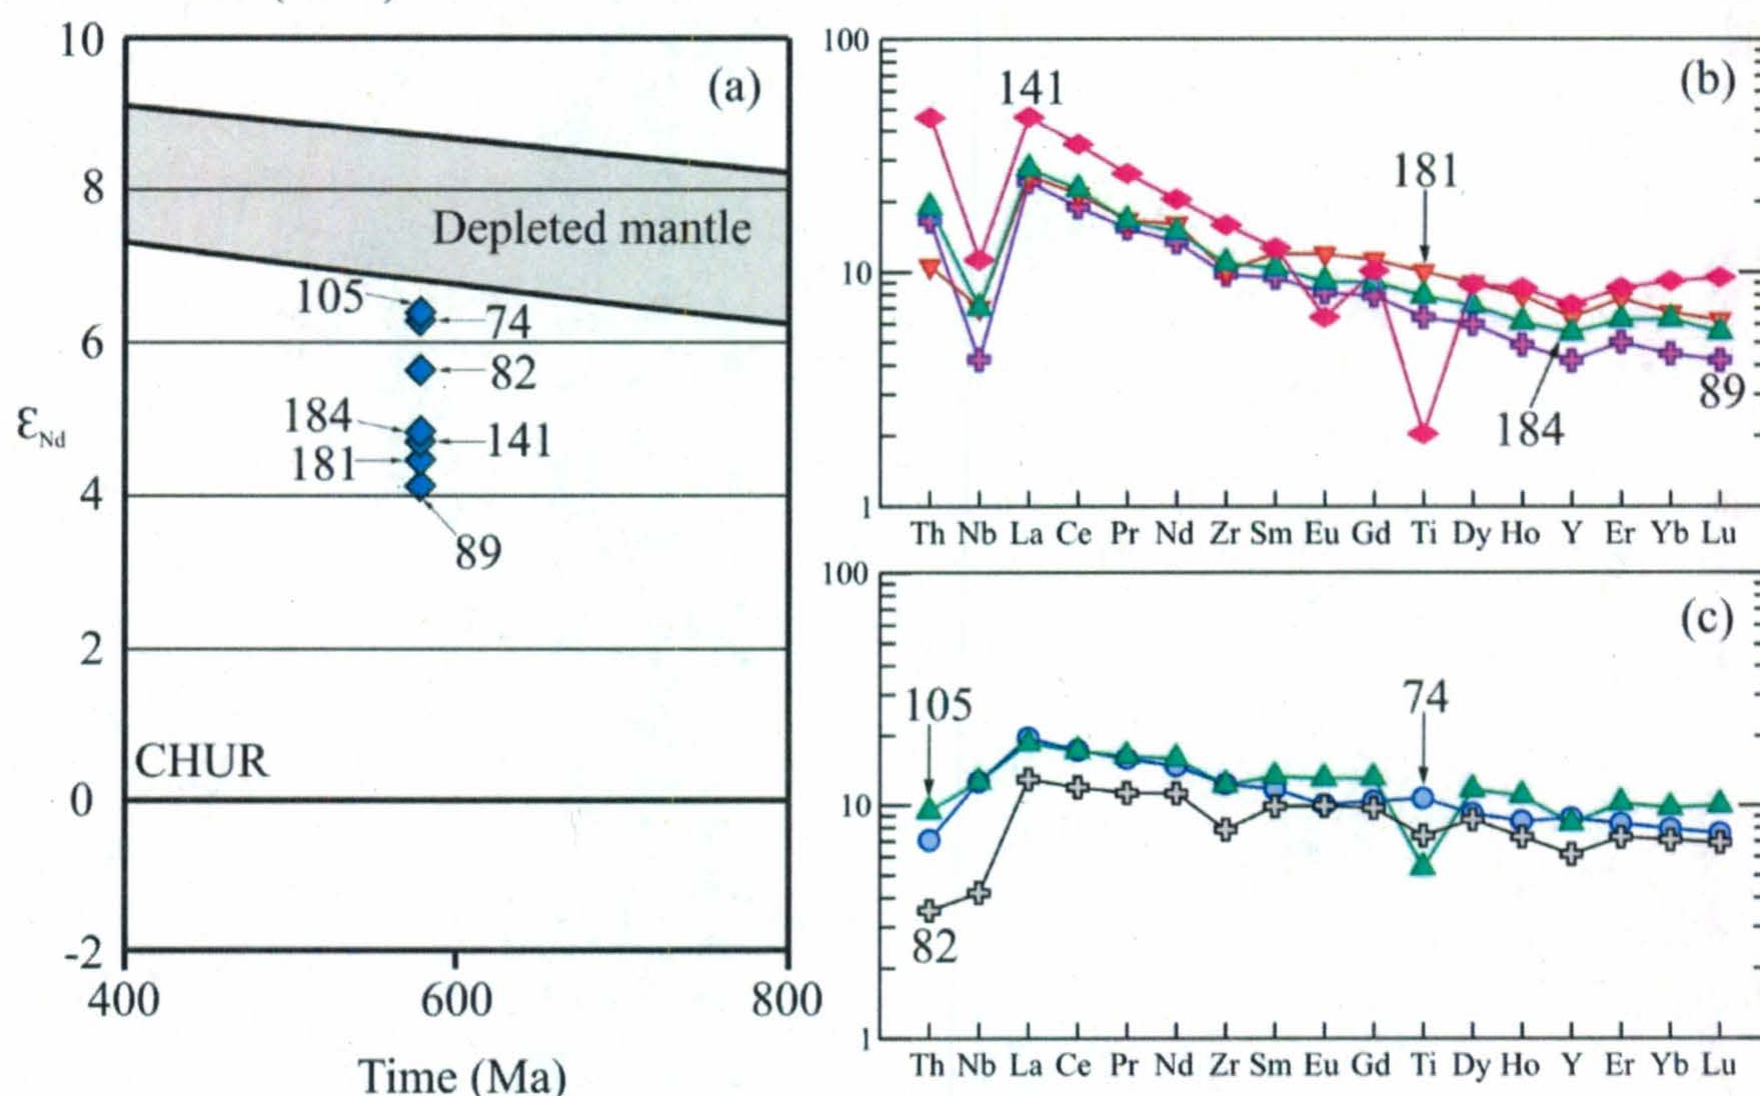 10
(a)
8
Depleted mantle
105
74
6
82
184
141
εNd
181
4
89
2
CHUR
0
-2
400 600 800
Time (Ma)
100
(b)
141
181
10
184
89
1
Th Nb La Ce Pr Nd Zr Sm Eu Gd Ti Dy Ho Y Er Yb Lu
100
(c)
105
74
10
82
1
Th Nb La Ce Pr Nd Zr Sm Eu Gd Ti Dy Ho Y Er Yb Lu